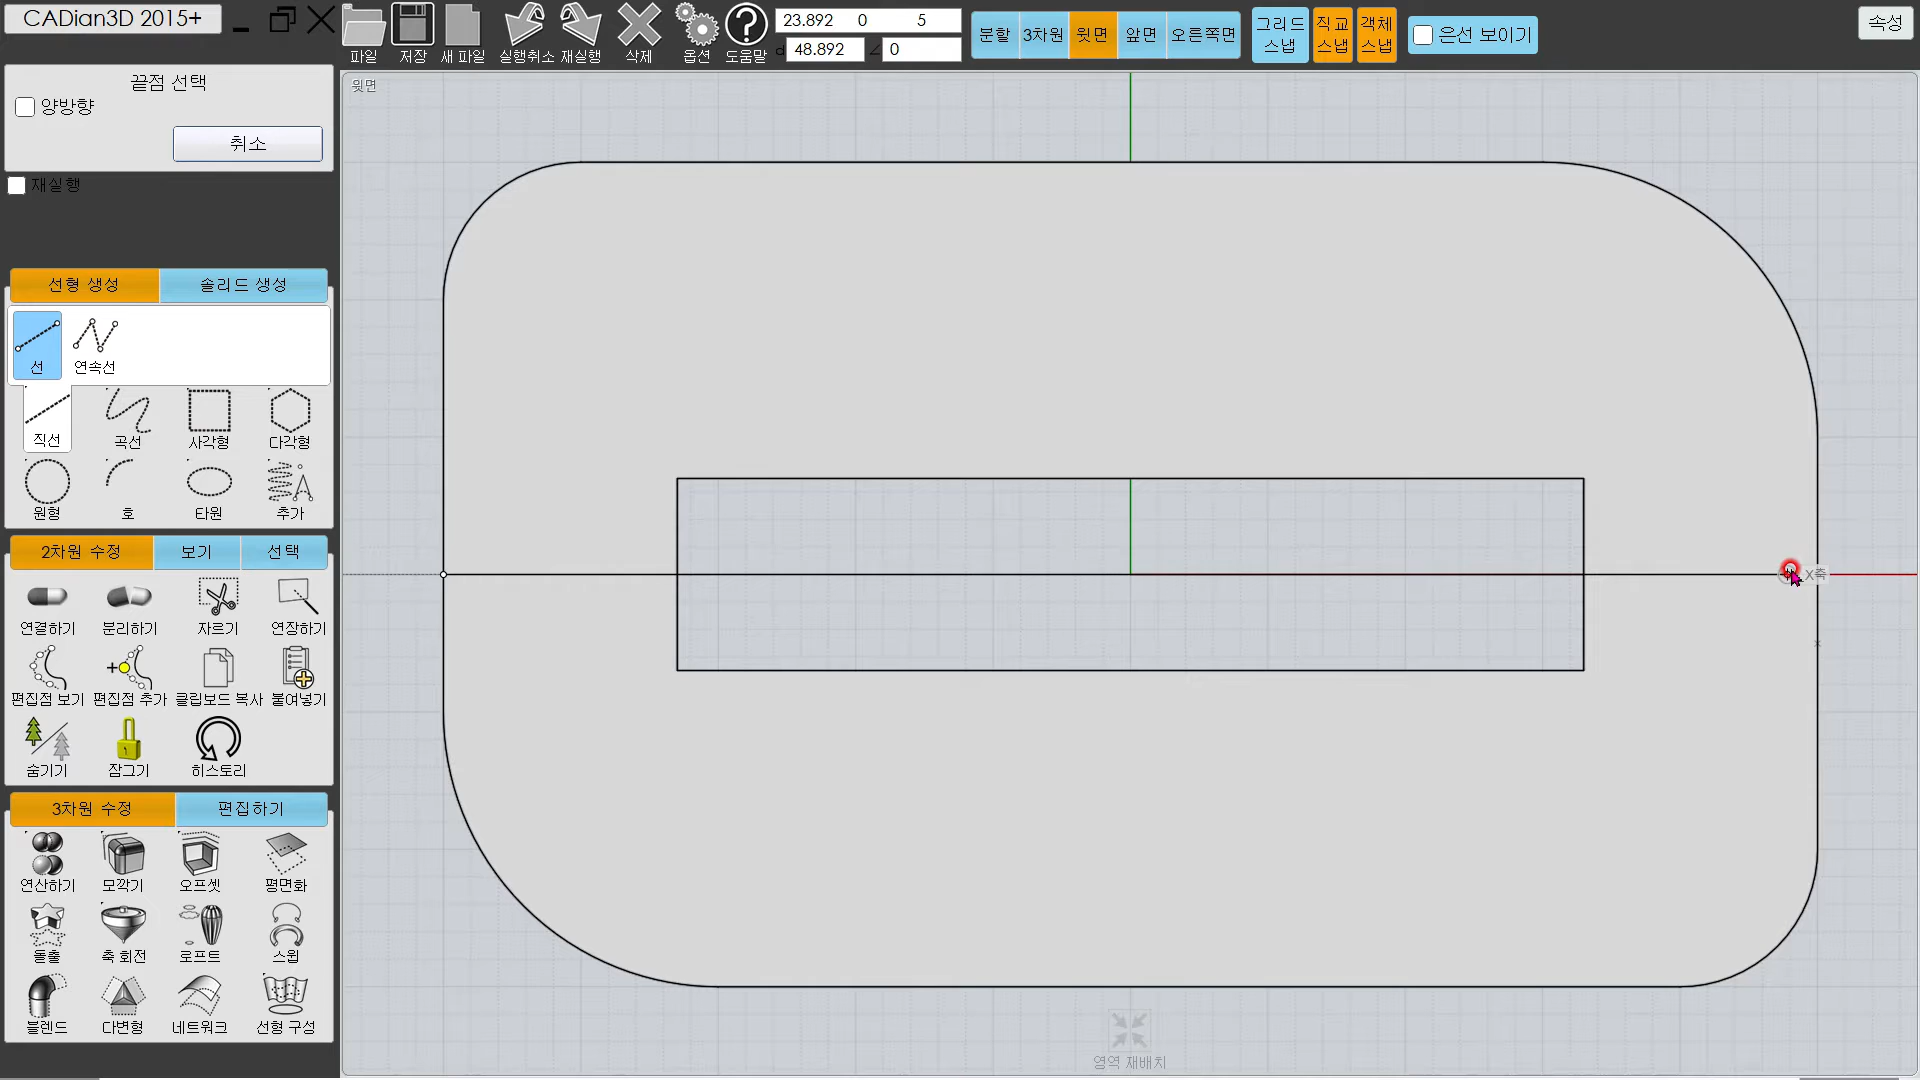 CADian3D 2015+
파일
저장
새 파일
실행취소
재실행
삭제
옵션
도움말
23.892 0 5
d 48.892 ∠ 0
분할
3차원
윗면
앞면
오른쪽면
그리드
스냅
직교
스냅
객체
스냅
은선 보이기
속성
끝점 선택
양방향
취소
재실행
선형 생성
솔리드 생성
선
연속선
직선
곡선
사각형
다각형
원형
호
타원
추가
2차원 수정
보기
선택
연결하기
분리하기
자르기
연장하기
편집점 보기
편집점 추가
클립보드 복사
붙여넣기
숨기기
잠그기
히스토리
3차원 수정
편집하기
연산하기
모깍기
오프셋
평면화
돌출
축 회전
로프트
스윕
블렌드
다변형
네트워크
선형 구성
윗면
X축
영역 재배치